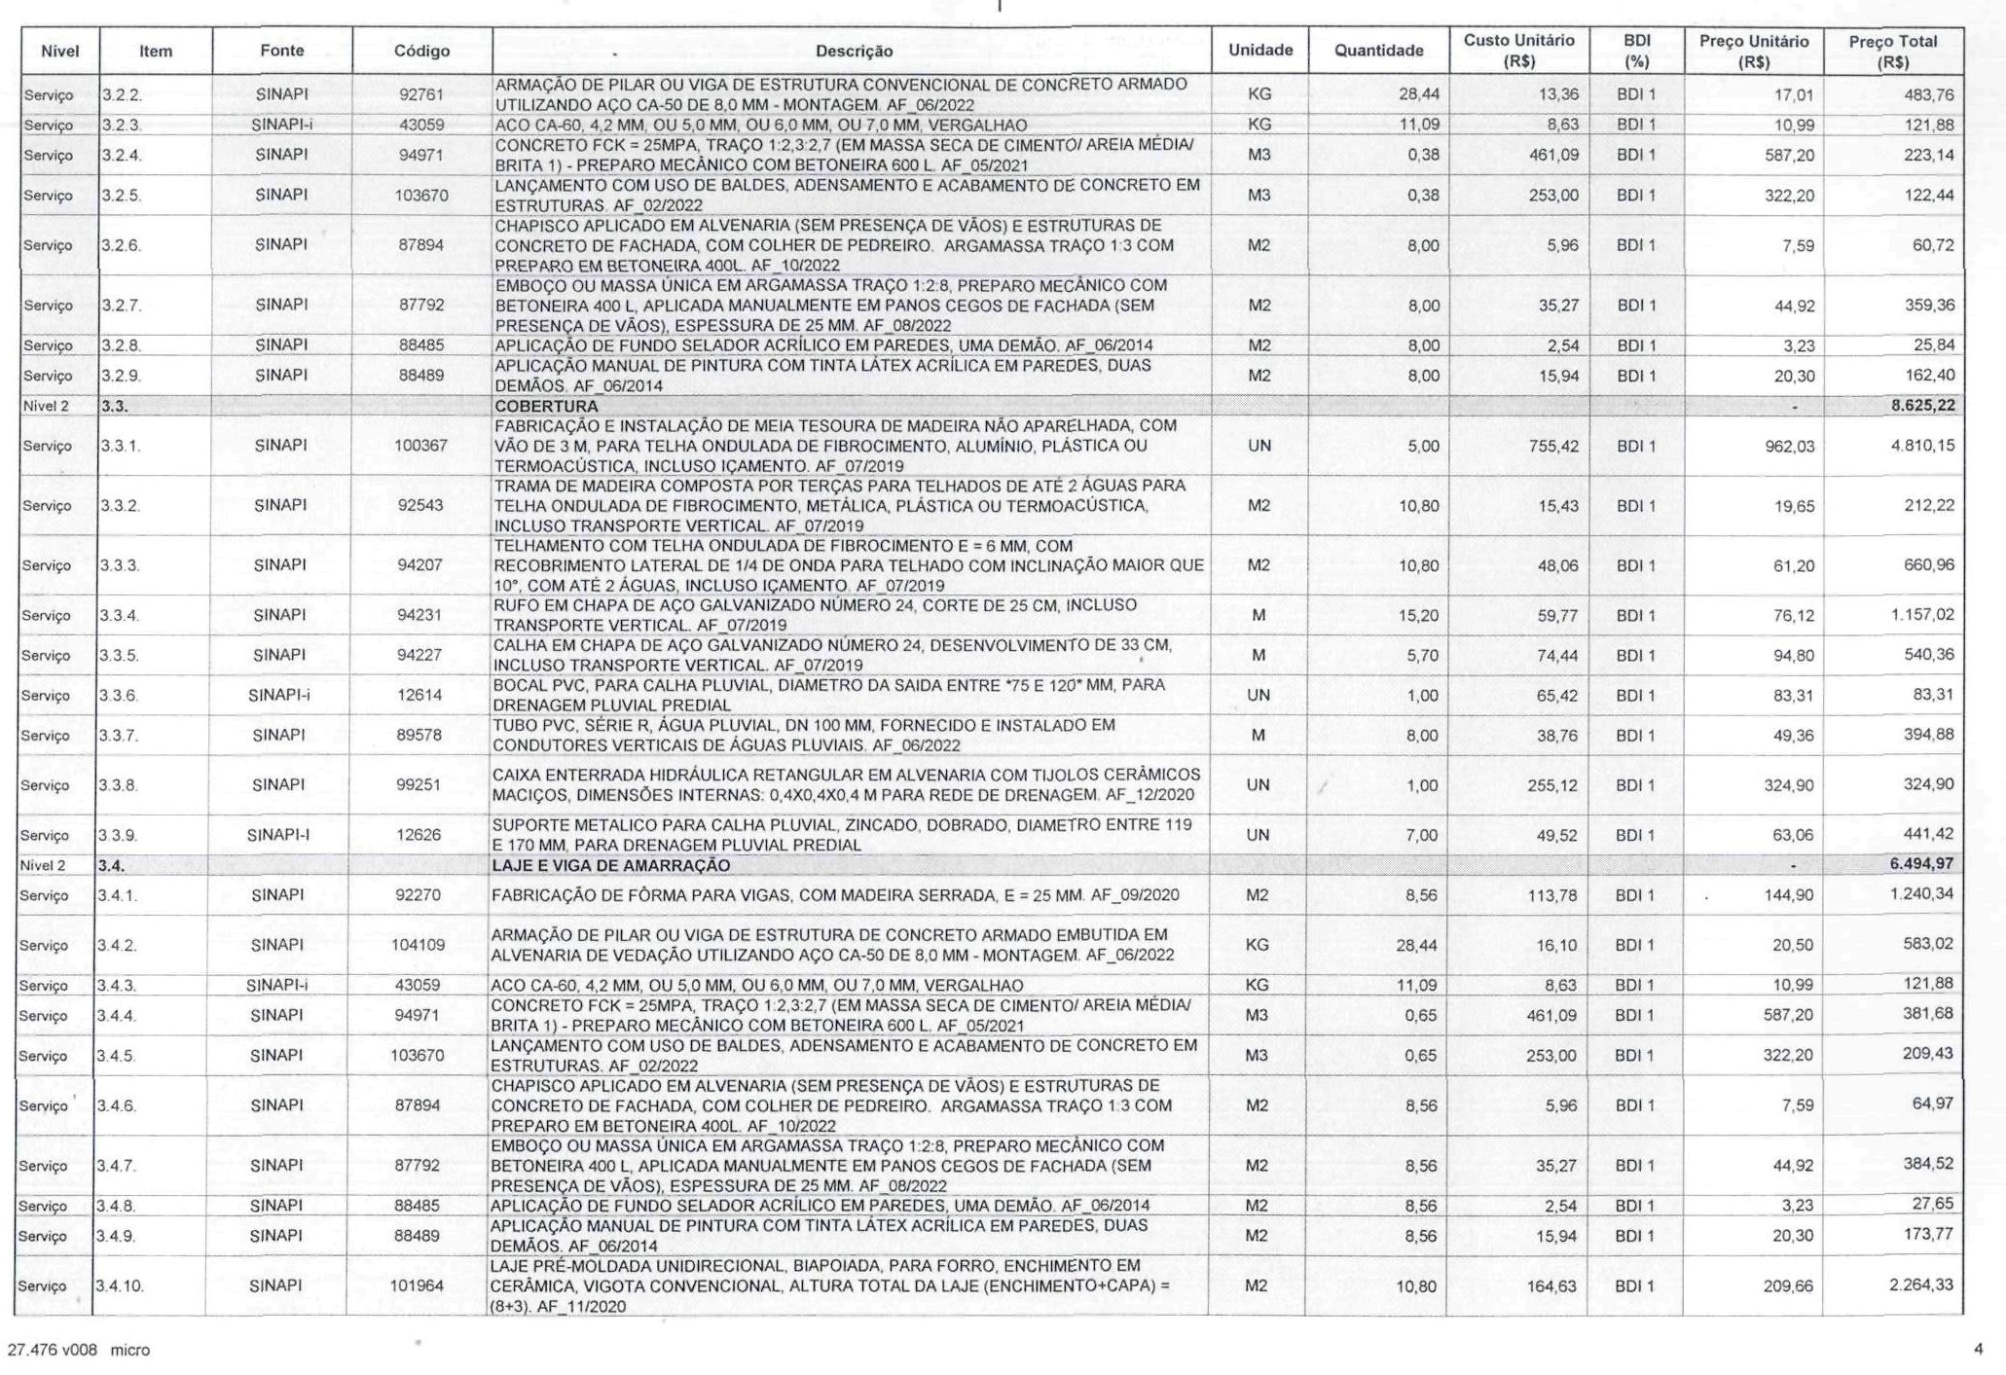 Nível Item Fonte Código Descrição Unidade Quantidade Custo Unitário (R$) BDI (%) Preço Unitário (R$) Preço Total (R$)
Serviço 3.2.2. SINAPI 92761 ARMAÇÃO DE PILAR OU VIGA DE ESTRUTURA CONVENCIONAL DE CONCRETO ARMADO
UTILIZANDO AÇO CA-50 DE 8,0 MM - MONTAGEM. AF_06/2022 KG 28,44 13,36 BDI 1 17,01 483,76
Serviço 3.2.3. SINAPI-i 43059 ACO CA-60, 4,2 MM, OU 5,0 MM, OU 6,0 MM, OU 7,0 MM, VERGALHAO KG 11,09 8,63 BDI 1 10,99 121,88
Serviço 3.2.4. SINAPI 94971 CONCRETO FCK = 25MPA, TRAÇO 1:2,3:2,7 (EM MASSA SECA DE CIMENTO/ AREIA MÉDIA/
BRITA 1) - PREPARO MECÂNICO COM BETONEIRA 600 L. AF_05/2021 M3 0,38 461,09 BDI 1 587,20 223,14
Serviço 3.2.5. SINAPI 103670 LANÇAMENTO COM USO DE BALDES, ADENSAMENTO E ACABAMENTO DE CONCRETO EM
ESTRUTURAS. AF_02/2022 M3 0,38 253,00 BDI 1 322,20 122,44
Serviço 3.2.6. SINAPI 87894 CHAPISCO APLICADO EM ALVENARIA (SEM PRESENÇA DE VÃOS) E ESTRUTURAS DE
CONCRETO DE FACHADA, COM COLHER DE PEDREIRO. ARGAMASSA TRAÇO 1:3 COM
PREPARO EM BETONEIRA 400L. AF_10/2022 M2 8,00 5,96 BDI 1 7,59 60,72
Serviço 3.2.7. SINAPI 87792 EMBOÇO OU MASSA ÚNICA EM ARGAMASSA TRAÇO 1:2:8, PREPARO MECÂNICO COM
BETONEIRA 400 L, APLICADA MANUALMENTE EM PANOS CEGOS DE FACHADA (SEM
PRESENÇA DE VÃOS), ESPESSURA DE 25 MM. AF_08/2022 M2 8,00 35,27 BDI 1 44,92 359,36
Serviço 3.2.8. SINAPI 88485 APLICAÇÃO DE FUNDO SELADOR ACRÍLICO EM PAREDES, UMA DEMÃO. AF_06/2014 M2 8,00 2,54 BDI 1 3,23 25,84
Serviço 3.2.9. SINAPI 88489 APLICAÇÃO MANUAL DE PINTURA COM TINTA LÁTEX ACRÍLICA EM PAREDES, DUAS
DEMÃOS. AF_06/2014 M2 8,00 15,94 BDI 1 20,30 162,40
Nível 2 3.3. COBERTURA - 8.625,22
Serviço 3.3.1. SINAPI 100367 FABRICAÇÃO E INSTALAÇÃO DE MEIA TESOURA DE MADEIRA NÃO APARELHADA, COM
VÃO DE 3 M, PARA TELHA ONDULADA DE FIBROCIMENTO, ALUMÍNIO, PLÁSTICA OU
TERMOACÚSTICA, INCLUSO IÇAMENTO. AF_07/2019 UN 5,00 755,42 BDI 1 962,03 4.810,15
Serviço 3.3.2. SINAPI 92543 TRAMA DE MADEIRA COMPOSTA POR TERÇAS PARA TELHADOS DE ATÉ 2 ÁGUAS PARA
TELHA ONDULADA DE FIBROCIMENTO, METÁLICA, PLÁSTICA OU TERMOACÚSTICA,
INCLUSO TRANSPORTE VERTICAL. AF_07/2019 M2 10,80 15,43 BDI 1 19,65 212,22
Serviço 3.3.3. SINAPI 94207 TELHAMENTO COM TELHA ONDULADA DE FIBROCIMENTO E = 6 MM, COM
RECOBRIMENTO LATERAL DE 1/4 DE ONDA PARA TELHADO COM INCLINAÇÃO MAIOR QUE
10°, COM ATÉ 2 ÁGUAS, INCLUSO IÇAMENTO. AF_07/2019 M2 10,80 48,06 BDI 1 61,20 660,96
Serviço 3.3.4. SINAPI 94231 RUFO EM CHAPA DE AÇO GALVANIZADO NÚMERO 24, CORTE DE 25 CM, INCLUSO
TRANSPORTE VERTICAL. AF_07/2019 M 15,20 59,77 BDI 1 76,12 1.157,02
Serviço 3.3.5. SINAPI 94227 CALHA EM CHAPA DE AÇO GALVANIZADO NÚMERO 24, DESENVOLVIMENTO DE 33 CM,
INCLUSO TRANSPORTE VERTICAL. AF_07/2019 M 5,70 74,44 BDI 1 94,80 540,36
Serviço 3.3.6. SINAPI-i 12614 BOCAL PVC, PARA CALHA PLUVIAL, DIAMETRO DA SAIDA ENTRE *75 E 120* MM, PARA
DRENAGEM PLUVIAL PREDIAL UN 1,00 65,42 BDI 1 83,31 83,31
Serviço 3.3.7. SINAPI 89578 TUBO PVC, SÉRIE R, ÁGUA PLUVIAL, DN 100 MM, FORNECIDO E INSTALADO EM
CONDUTORES VERTICAIS DE ÁGUAS PLUVIAIS. AF_06/2022 M 8,00 38,76 BDI 1 49,36 394,88
Serviço 3.3.8. SINAPI 99251 CAIXA ENTERRADA HIDRÁULICA RETANGULAR EM ALVENARIA COM TIJOLOS CERÂMICOS
MACIÇOS, DIMENSÕES INTERNAS: 0,4X0,4X0,4 M PARA REDE DE DRENAGEM. AF_12/2020 UN 1,00 255,12 BDI 1 324,90 324,90
Serviço 3.3.9. SINAPI-I 12626 SUPORTE METALICO PARA CALHA PLUVIAL, ZINCADO, DOBRADO, DIAMETRO ENTRE 119
E 170 MM, PARA DRENAGEM PLUVIAL PREDIAL UN 7,00 49,52 BDI 1 63,06 441,42
Nível 2 3.4. LAJE E VIGA DE AMARRAÇÃO - 6.494,97
Serviço 3.4.1. SINAPI 92270 FABRICAÇÃO DE FÔRMA PARA VIGAS, COM MADEIRA SERRADA, E = 25 MM. AF_09/2020 M2 8,56 113,78 BDI 1 144,90 1.240,34
Serviço 3.4.2. SINAPI 104109 ARMAÇÃO DE PILAR OU VIGA DE ESTRUTURA DE CONCRETO ARMADO EMBUTIDA EM
ALVENARIA DE VEDAÇÃO UTILIZANDO AÇO CA-50 DE 8,0 MM - MONTAGEM. AF_06/2022 KG 28,44 16,10 BDI 1 20,50 583,02
Serviço 3.4.3. SINAPI-i 43059 ACO CA-60, 4,2 MM, OU 5,0 MM, OU 6,0 MM, OU 7,0 MM, VERGALHAO KG 11,09 8,63 BDI 1 10,99 121,88
Serviço 3.4.4. SINAPI 94971 CONCRETO FCK = 25MPA, TRAÇO 1:2,3:2,7 (EM MASSA SECA DE CIMENTO/ AREIA MÉDIA/
BRITA 1) - PREPARO MECÂNICO COM BETONEIRA 600 L. AF_05/2021 M3 0,65 461,09 BDI 1 587,20 381,68
Serviço 3.4.5. SINAPI 103670 LANÇAMENTO COM USO DE BALDES, ADENSAMENTO E ACABAMENTO DE CONCRETO EM
ESTRUTURAS. AF_02/2022 M3 0,65 253,00 BDI 1 322,20 209,43
Serviço 3.4.6. SINAPI 87894 CHAPISCO APLICADO EM ALVENARIA (SEM PRESENÇA DE VÃOS) E ESTRUTURAS DE
CONCRETO DE FACHADA, COM COLHER DE PEDREIRO. ARGAMASSA TRAÇO 1:3 COM
PREPARO EM BETONEIRA 400L. AF_10/2022 M2 8,56 5,96 BDI 1 7,59 64,97
Serviço 3.4.7. SINAPI 87792 EMBOÇO OU MASSA ÚNICA EM ARGAMASSA TRAÇO 1:2:8, PREPARO MECÂNICO COM
BETONEIRA 400 L, APLICADA MANUALMENTE EM PANOS CEGOS DE FACHADA (SEM
PRESENÇA DE VÃOS), ESPESSURA DE 25 MM. AF_08/2022 M2 8,56 35,27 BDI 1 44,92 384,52
Serviço 3.4.8. SINAPI 88485 APLICAÇÃO DE FUNDO SELADOR ACRÍLICO EM PAREDES, UMA DEMÃO. AF_06/2014 M2 8,56 2,54 BDI 1 3,23 27,65
Serviço 3.4.9. SINAPI 88489 APLICAÇÃO MANUAL DE PINTURA COM TINTA LÁTEX ACRÍLICA EM PAREDES, DUAS
DEMÃOS. AF_06/2014 M2 8,56 15,94 BDI 1 20,30 173,77
Serviço 3.4.10. SINAPI 101964 LAJE PRÉ-MOLDADA UNIDIRECIONAL, BIAPOIADA, PARA FORRO, ENCHIMENTO EM
CERÂMICA, VIGOTA CONVENCIONAL, ALTURA TOTAL DA LAJE (ENCHIMENTO+CAPA) =
(8+3). AF_11/2020 M2 10,80 164,63 BDI 1 209,66 2.264,33
27.476 v008 micro 4